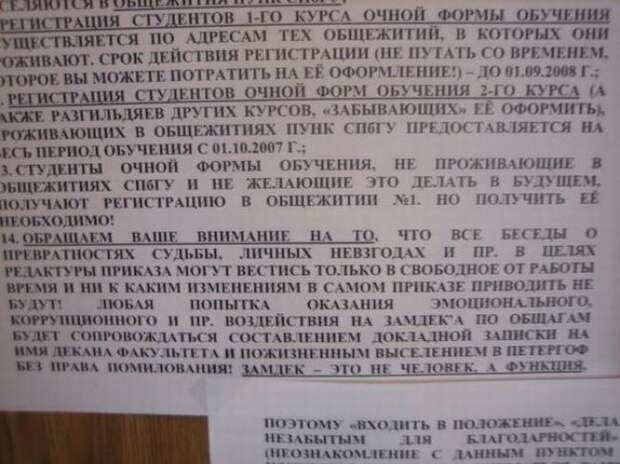 СЕЛЯЮТСЯ В ОБЩЕЖИТИЯ ПУНК СПбГУ;
РЕГИСТРАЦИЯ СТУДЕНТОВ 1-ГО КУРСА ОЧНОЙ ФОРМЫ ОБУЧЕНИЯ
СУЩЕСТВЛЯЕТСЯ ПО АДРЕСАМ ТЕХ ОБЩЕЖИТИЙ, В КОТОРЫХ ОНИ
РОЖИВАЮТ. СРОК ДЕЙСТВИЯ РЕГИСТРАЦИИ (НЕ ПУТАТЬ СО ВРЕМЕНЕМ,
ОТОРОЕ ВЫ МОЖЕТЕ ПОТРАТИТЬ НА ЕЁ ОФОРМЛЕНИЕ!) – ДО 01.09.2008 Г.;
. РЕГИСТРАЦИЯ СТУДЕНТОВ ОЧНОЙ ФОРМ ОБУЧЕНИЯ 2-ГО КУРСА (А
АКЖЕ РАЗГИЛЬДЯЕВ ДРУГИХ КУРСОВ, «ЗАБЫВАЮЩИХ» ЕЁ ОФОРМИТЬ),
РОЖИВАЮЩИХ В ОБЩЕЖИТИЯХ ПУНК СПбГУ ПРЕДОСТАВЛЯЕТСЯ НА
ВЕСЬ ПЕРИОД ОБУЧЕНИЯ С 01.10.2007 Г.;
3. СТУДЕНТЫ ОЧНОЙ ФОРМЫ ОБУЧЕНИЯ, НЕ ПРОЖИВАЮЩИЕ В
ОБЩЕЖИТИЯХ СПбГУ И НЕ ЖЕЛАЮЩИЕ ЭТО ДЕЛАТЬ В БУДУЩЕМ,
ПОЛУЧАЮТ РЕГИСТРАЦИЮ В ОБЩЕЖИТИИ №1. НО ПОЛУЧИТЬ ЕЁ
НЕОБХОДИМО!
14. ОБРАЩАЕМ ВАШЕ ВНИМАНИЕ НА ТО, ЧТО ВСЕ БЕСЕДЫ О
ПРЕВРАТНОСТЯХ СУДЬБЫ, ЛИЧНЫХ НЕВЗГОДАХ И ПР. В ЦЕЛЯХ
РЕДАКТУРЫ ПРИКАЗА МОГУТ ВЕСТИСЬ ТОЛЬКО В СВОБОДНОЕ ОТ РАБОТЫ
ВРЕМЯ И НИ К КАКИМ ИЗМЕНЕНИЯМ В САМОМ ПРИКАЗЕ ПРИВОДИТЬ НЕ
БУДУТ! ЛЮБАЯ ПОПЫТКА ОКАЗАНИЯ ЭМОЦИОНАЛЬНОГО,
КОРРУПЦИОННОГО И ПР. ВОЗДЕЙСТВИЯ НА ЗАМДЕК'А ПО ОБЩАГАМ
БУДЕТ СОПРОВОЖДАТЬСЯ СОСТАВЛЕНИЕМ ДОКЛАДНОЙ ЗАПИСКИ НА
ИМЯ ДЕКАНА ФАКУЛЬТЕТА И ПОЖИЗНЕННЫМ ВЫСЕЛЕНИЕМ В ПЕТЕРГОФ
БЕЗ ПРАВА ПОМИЛОВАНИЯ! ЗАМДЕК – ЭТО НЕ ЧЕЛОВЕК, А ФУНКЦИЯ.
ПОЭТОМУ «ВХОДИТЬ В ПОЛОЖЕНИЕ», «ДЕЛА
НЕЗАБЫТЫМ ДЛЯ БЛАГОДАРНОСТЕЙ»
(НЕОЗНАКОМЛЕНИЕ С ДАННЫМ ПУНКТОМ